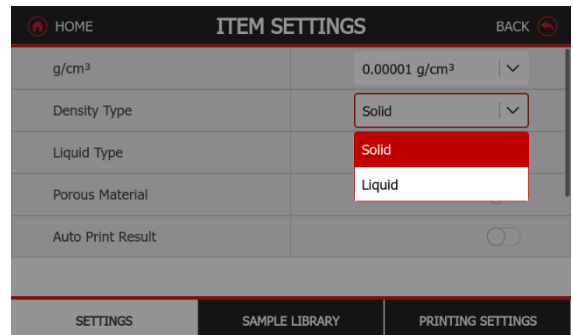 HOME ITEM SETTINGS BACK
g/cm³ 0.00001 g/cm³
Density Type Solid
Liquid Type Solid
Porous Material Liquid
Auto Print Result
SETTINGS SAMPLE LIBRARY PRINTING SETTINGS